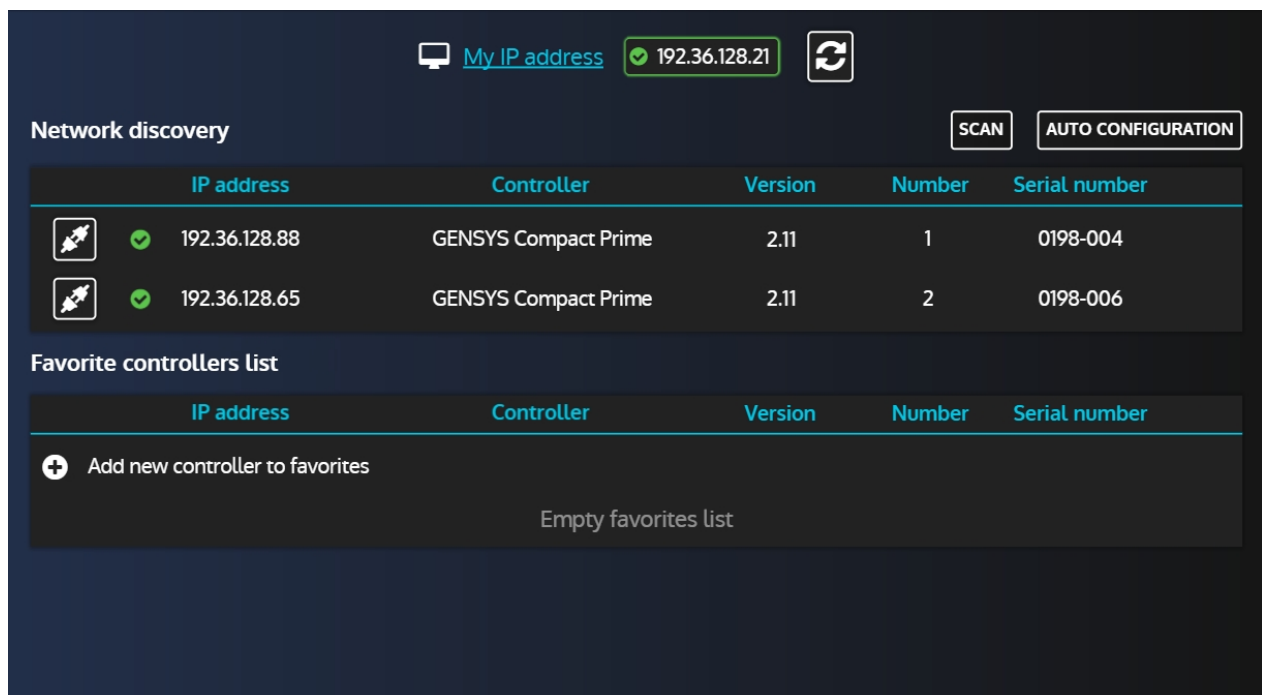 My IP address 192.36.128.21
Network discovery SCAN AUTO CONFIGURATION
IP address Controller Version Number Serial number
192.36.128.88 GENSYS Compact Prime 2.11 1 0198-004
192.36.128.65 GENSYS Compact Prime 2.11 2 0198-006
Favorite controllers list
IP address Controller Version Number Serial number
Add new controller to favorites
Empty favorites list